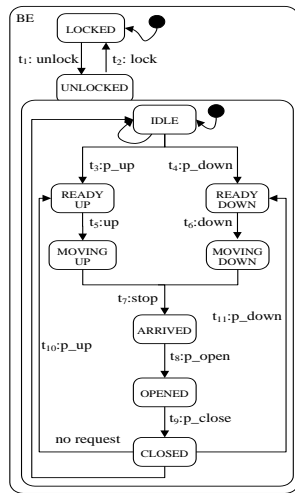 BE
LOCKED
t1: unlock
t2: lock
UNLOCKED
IDLE
t3:p_up
t4:p_down
READY
UP
READY
DOWN
t5:up
t6:down
MOVING
UP
MOVING
DOWN
t7:stop
ARRIVED
t11:p_down
t10:p_up
t8:p_open
OPENED
t9:p_close
no request
CLOSED